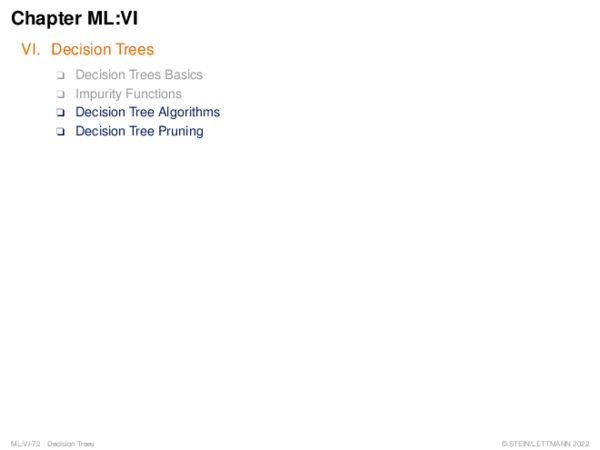 Chapter ML:VI
VI. Decision Trees
❑ Decision Trees Basics
❑ Impurity Functions
❑ Decision Tree Algorithms
❑ Decision Tree Pruning
ML:VI-72 Decision Trees © STEIN/LETTMANN 2022